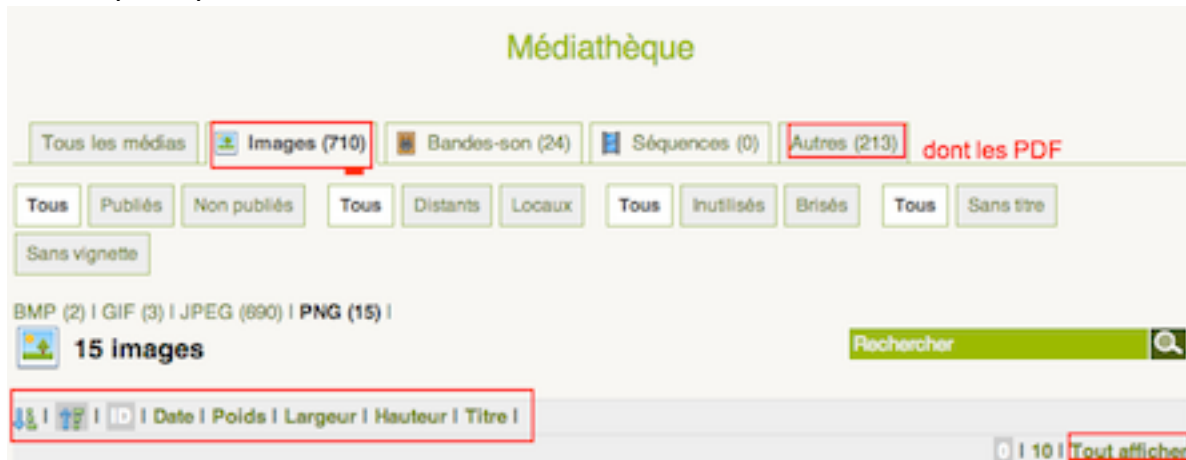 Médiathèque
Tous les médias Images (710) Bandes-son (24) Séquences (0) Autres (213) dont les PDF
Tous Publiés Non publiés Tous Distants Locaux Tous Inutilisés Brisés Tous Sans titre
Sans vignette
BMP (2) | GIF (3) | JPEG (690) | PNG (15) |
15 images
Rechercher
| | ID | Date | Poids | Largeur | Hauteur | Titre |
0 | 10 | Tout afficher